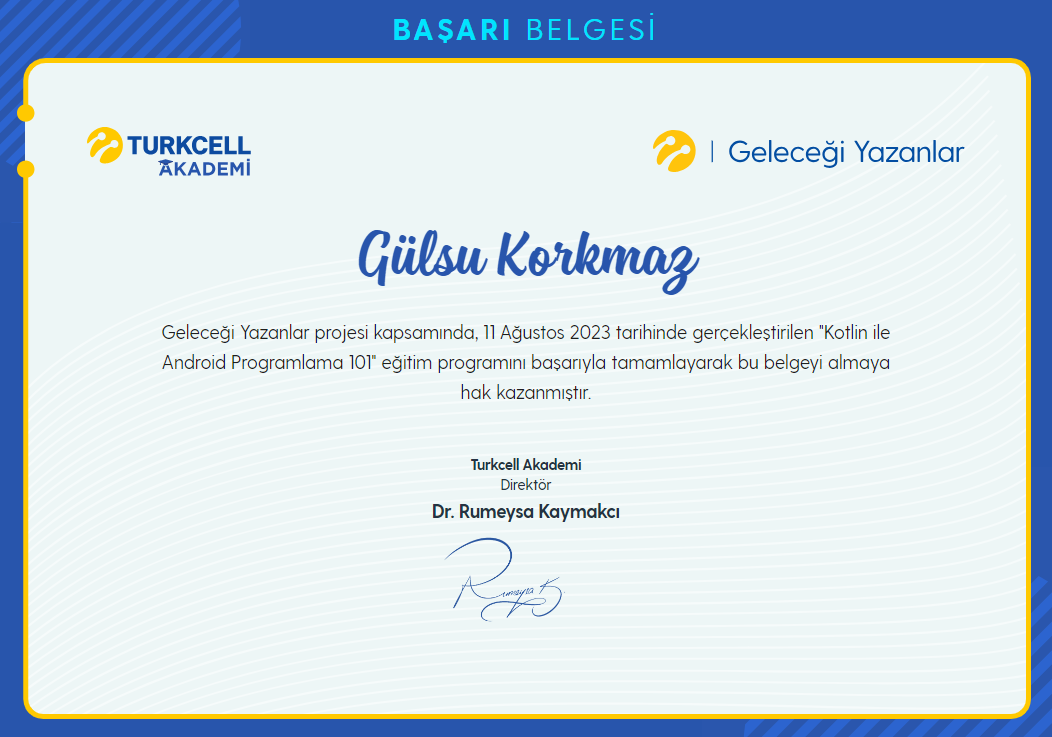 BAŞARI BELGESİ
TURKCELL
AKADEMİ
| Geleceği Yazanlar
Gülsu Korkmaz
Geleceği Yazanlar projesi kapsamında, 11 Ağustos 2023 tarihinde gerçekleştirilen "Kotlin ile
Android Programlama 101" eğitim programını başarıyla tamamlayarak bu belgeyi almaya
hak kazanmıştır.
Turkcell Akademi
Direktör
Dr. Rumeysa Kaymakcı
Rumeysa K.